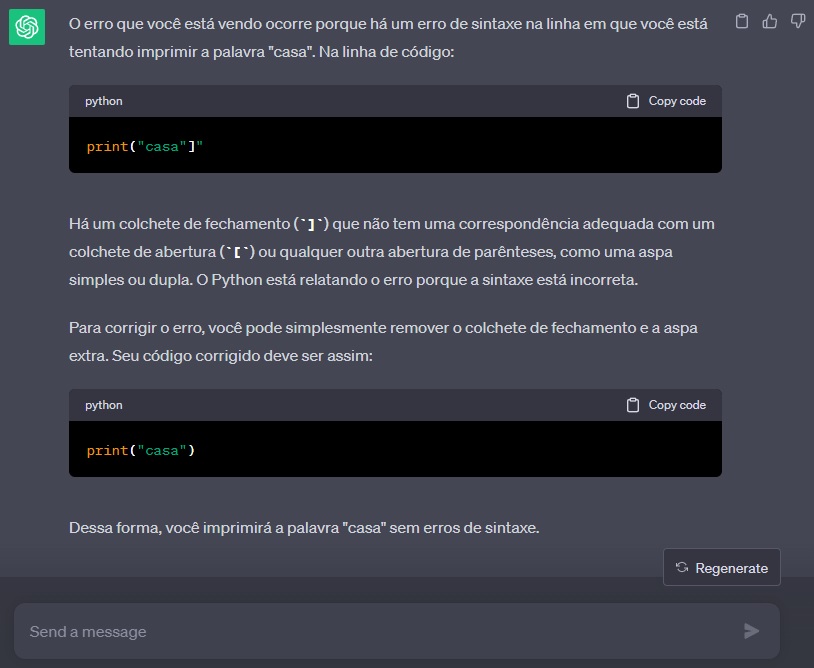 O erro que você está vendo ocorre porque há um erro de sintaxe na linha em que você está
tentando imprimir a palavra "casa". Na linha de código:
python
Copy code
print("casa"]"
Há um colchete de fechamento (`]`) que não tem uma correspondência adequada com um
colchete de abertura (`[`) ou qualquer outra abertura de parênteses, como uma aspa
simples ou dupla. O Python está relatando o erro porque a sintaxe está incorreta.
Para corrigir o erro, você pode simplesmente remover o colchete de fechamento e a aspa
extra. Seu código corrigido deve ser assim:
python
Copy code
print("casa")
Dessa forma, você imprimirá a palavra "casa" sem erros de sintaxe.
Regenerate
Send a message